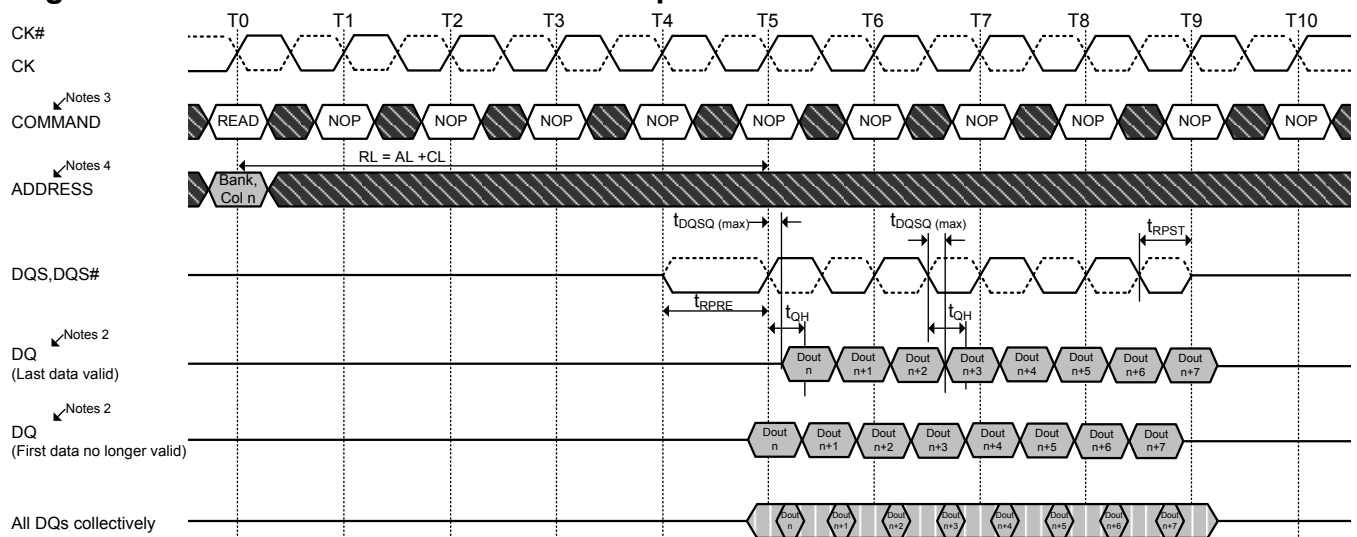 T0 T1 T2 T3 T4 T5 T6 T7 T8 T9 T10
CK#
CK
Notes 3
COMMAND
READ NOP NOP NOP NOP NOP NOP NOP NOP NOP NOP
RL = AL +CL
Notes 4
ADDRESS
Bank,
Col n
tDQSQ (max)
tDQSQ (max)
tRPST
DQS,DQS#
tRPRE
tQH
tQH
Notes 2
DQ
(Last data valid)
Dout n
Dout n+1
Dout n+2
Dout n+3
Dout n+4
Dout n+5
Dout n+6
Dout n+7
Notes 2
DQ
(First data no longer valid)
Dout n
Dout n+1
Dout n+2
Dout n+3
Dout n+4
Dout n+5
Dout n+6
Dout n+7
All DQs collectively
Dout n
Dout n+1
Dout n+2
Dout n+3
Dout n+4
Dout n+5
Dout n+6
Dout n+7